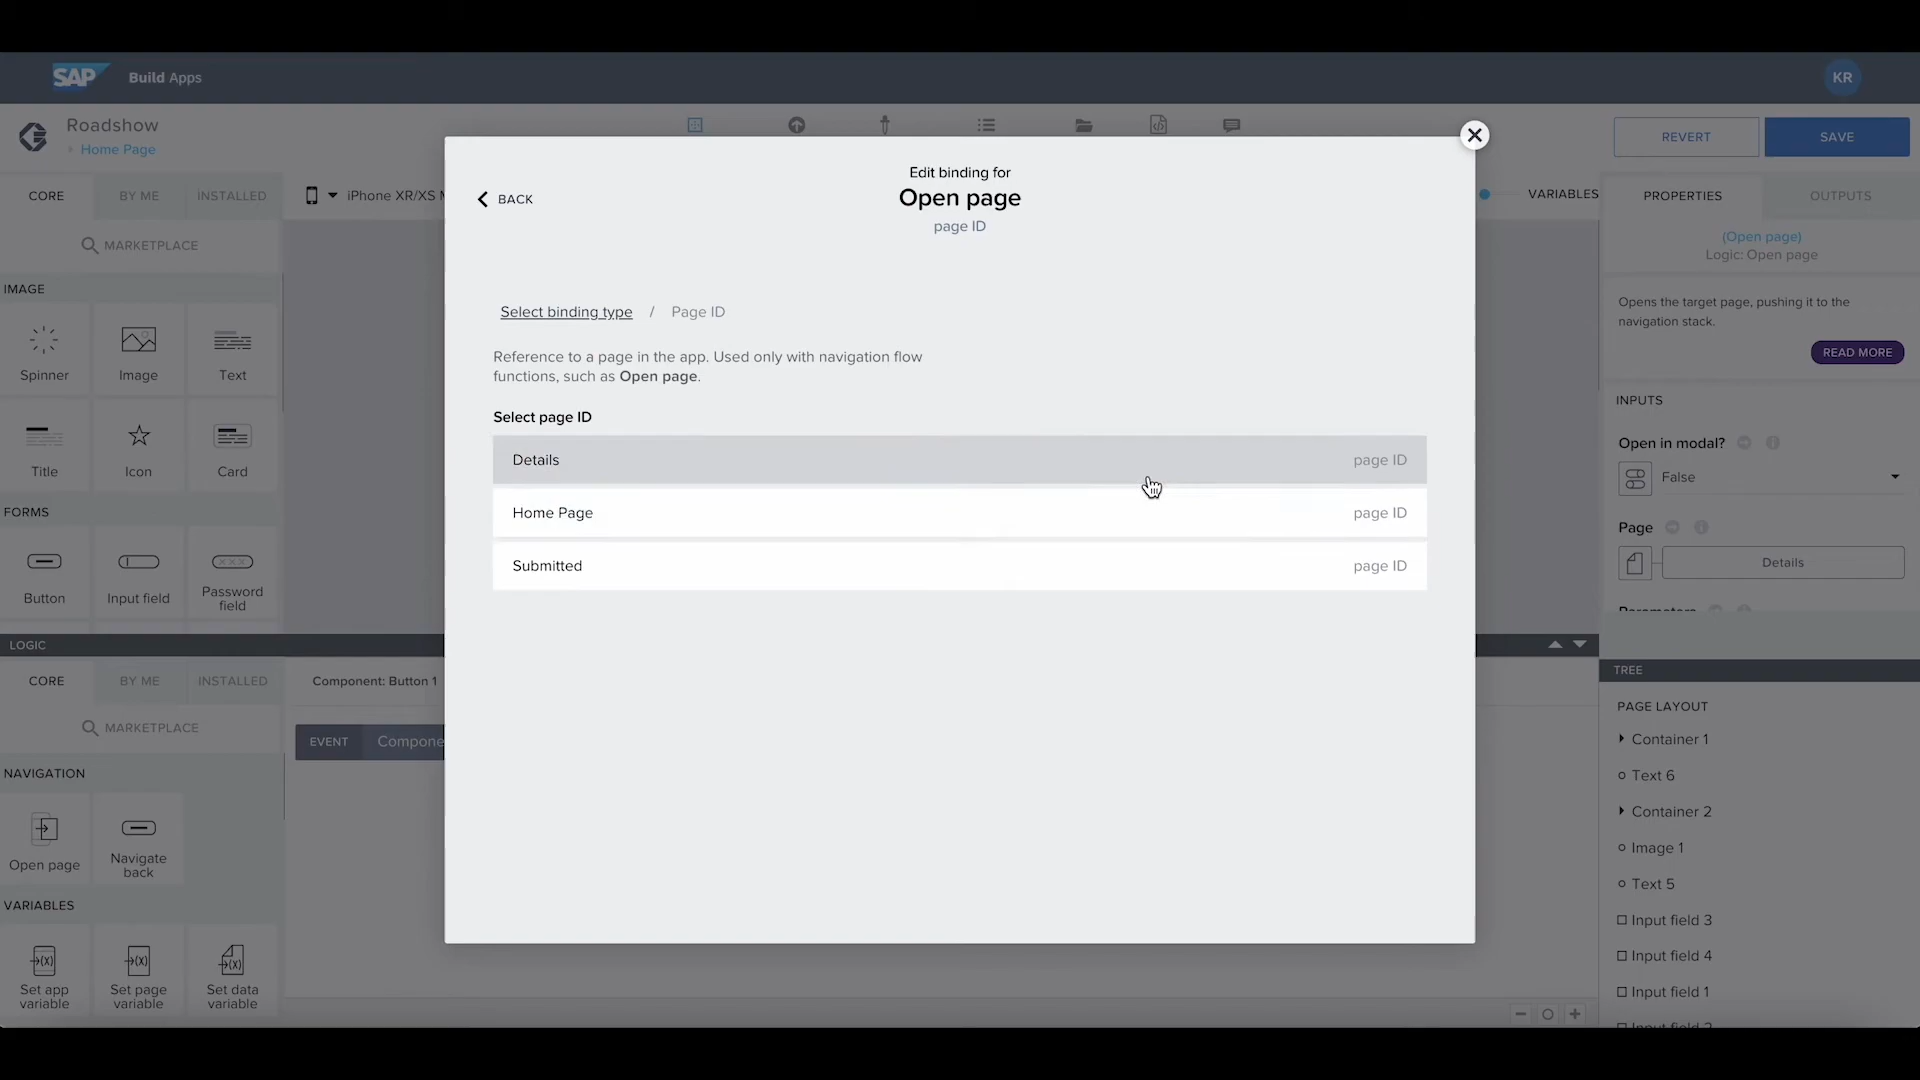 SAP
Build Apps
KR
Roadshow
Home Page
REVERT
SAVE
CORE
BY ME
INSTALLED
iPhone XR/XS
VARIABLES
PROPERTIES
OUTPUTS
MARKETPLACE
IMAGE
Spinner
Image
Text
Title
Icon
Card
FORMS
Button
Input field
Password
field
BACK
Edit binding for
Open page
page ID
Select binding type / Page ID
Reference to a page in the app. Used only with navigation flow
functions, such as Open page.
Select page ID
Details page ID
Home Page page ID
Submitted page ID
(Open page)
Logic: Open page
Opens the target page, pushing it to the
navigation stack.
READ MORE
INPUTS
Open in modal?
False
Page
Details
Parameters
LOGIC
CORE
BY ME
INSTALLED
Component: Button 1
MARKETPLACE
EVENT
Compone
NAVIGATION
Open page
Navigate
back
VARIABLES
Set app
variable
Set page
variable
Set data
variable
TREE
PAGE LAYOUT
Container 1
Text 6
Container 2
Image 1
Text 5
Input field 3
Input field 4
Input field 1
Input field 2